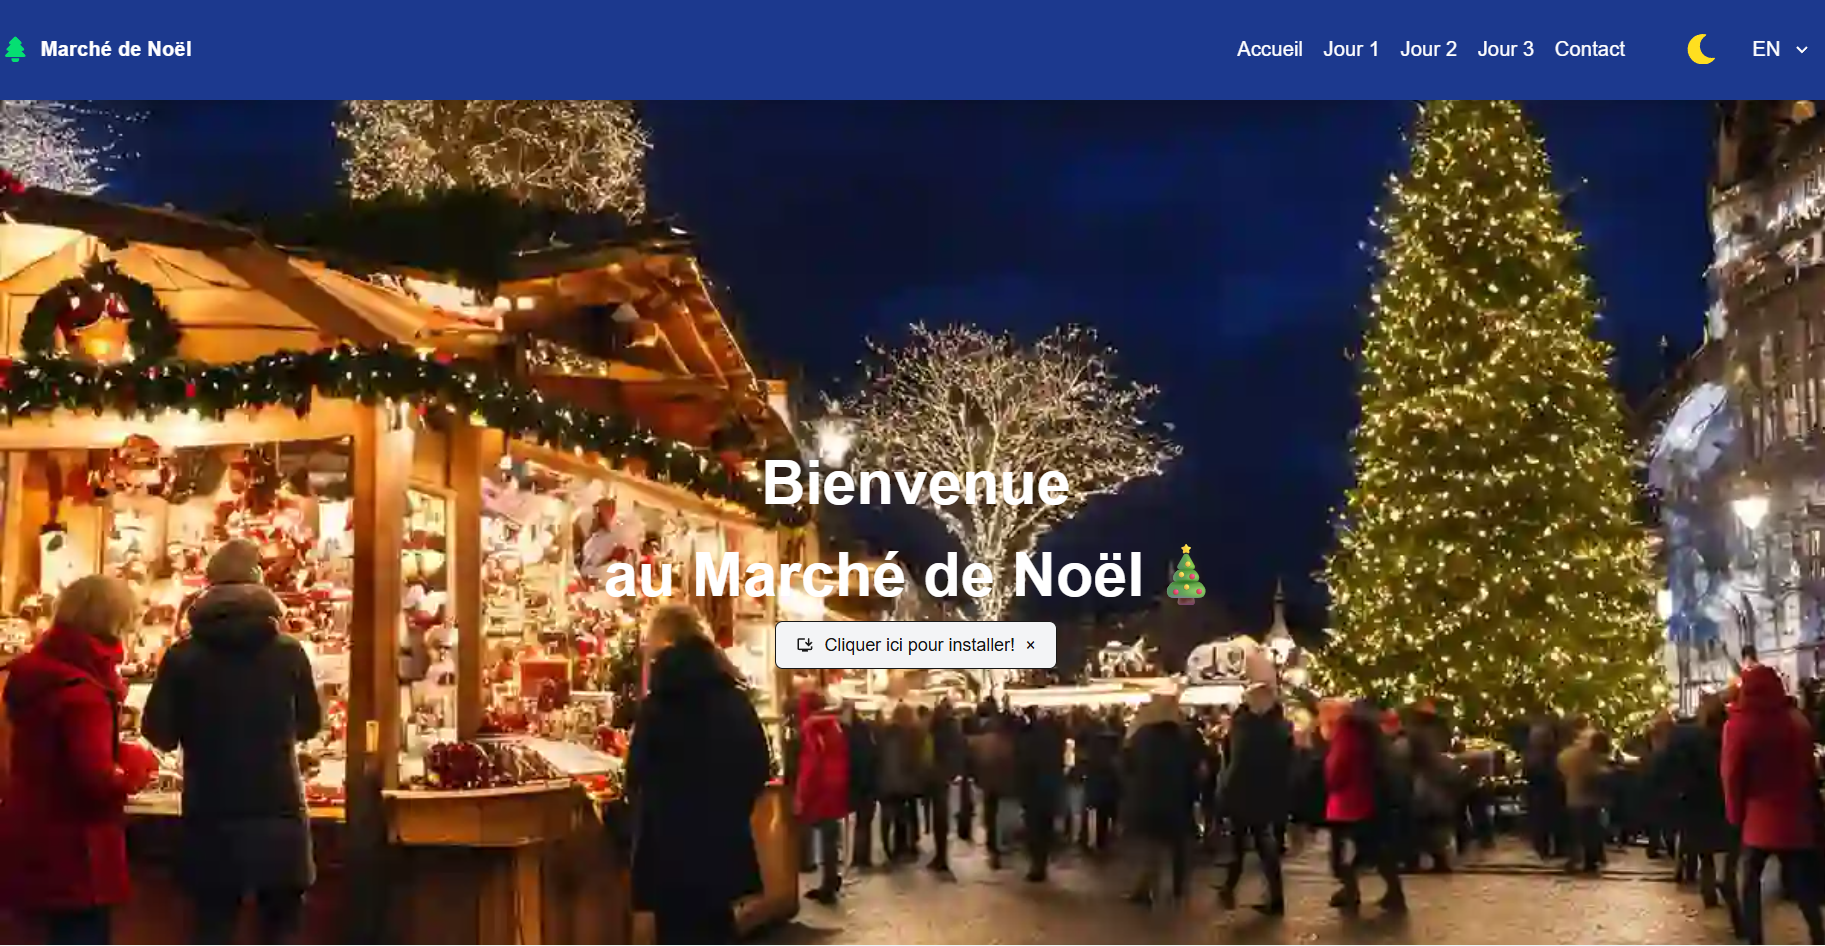 Marché de Noël
Accueil Jour 1 Jour 2 Jour 3 Contact EN
Bienvenue
au Marché de Noël🎄
Cliquer ici pour installer! ×